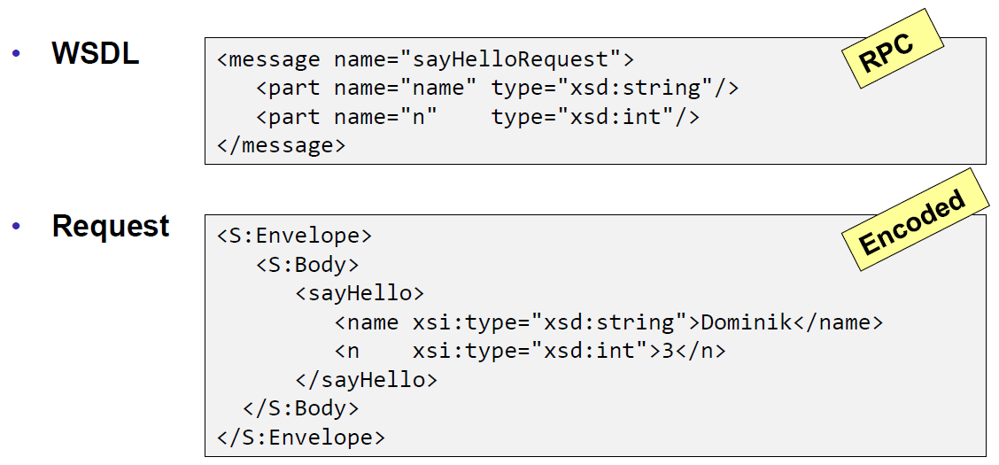 • WSDL
<message name="sayHelloRequest">
   <part name="name" type="xsd:string"/>
   <part name="n"    type="xsd:int"/>
</message>
RPC
• Request
<S:Envelope>
   <S:Body>
      <sayHello>
         <name xsi:type="xsd:string">Dominik</name>
         <n    xsi:type="xsd:int">3</n>
      </sayHello>
  </S:Body>
</S:Envelope>
Encoded